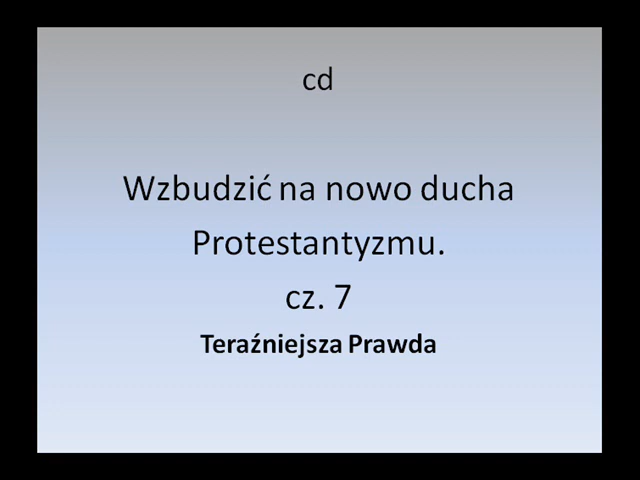 cd
Wzbudzić na nowo ducha
Protestantyzmu.
cz. 7
Teraźniejsza Prawda